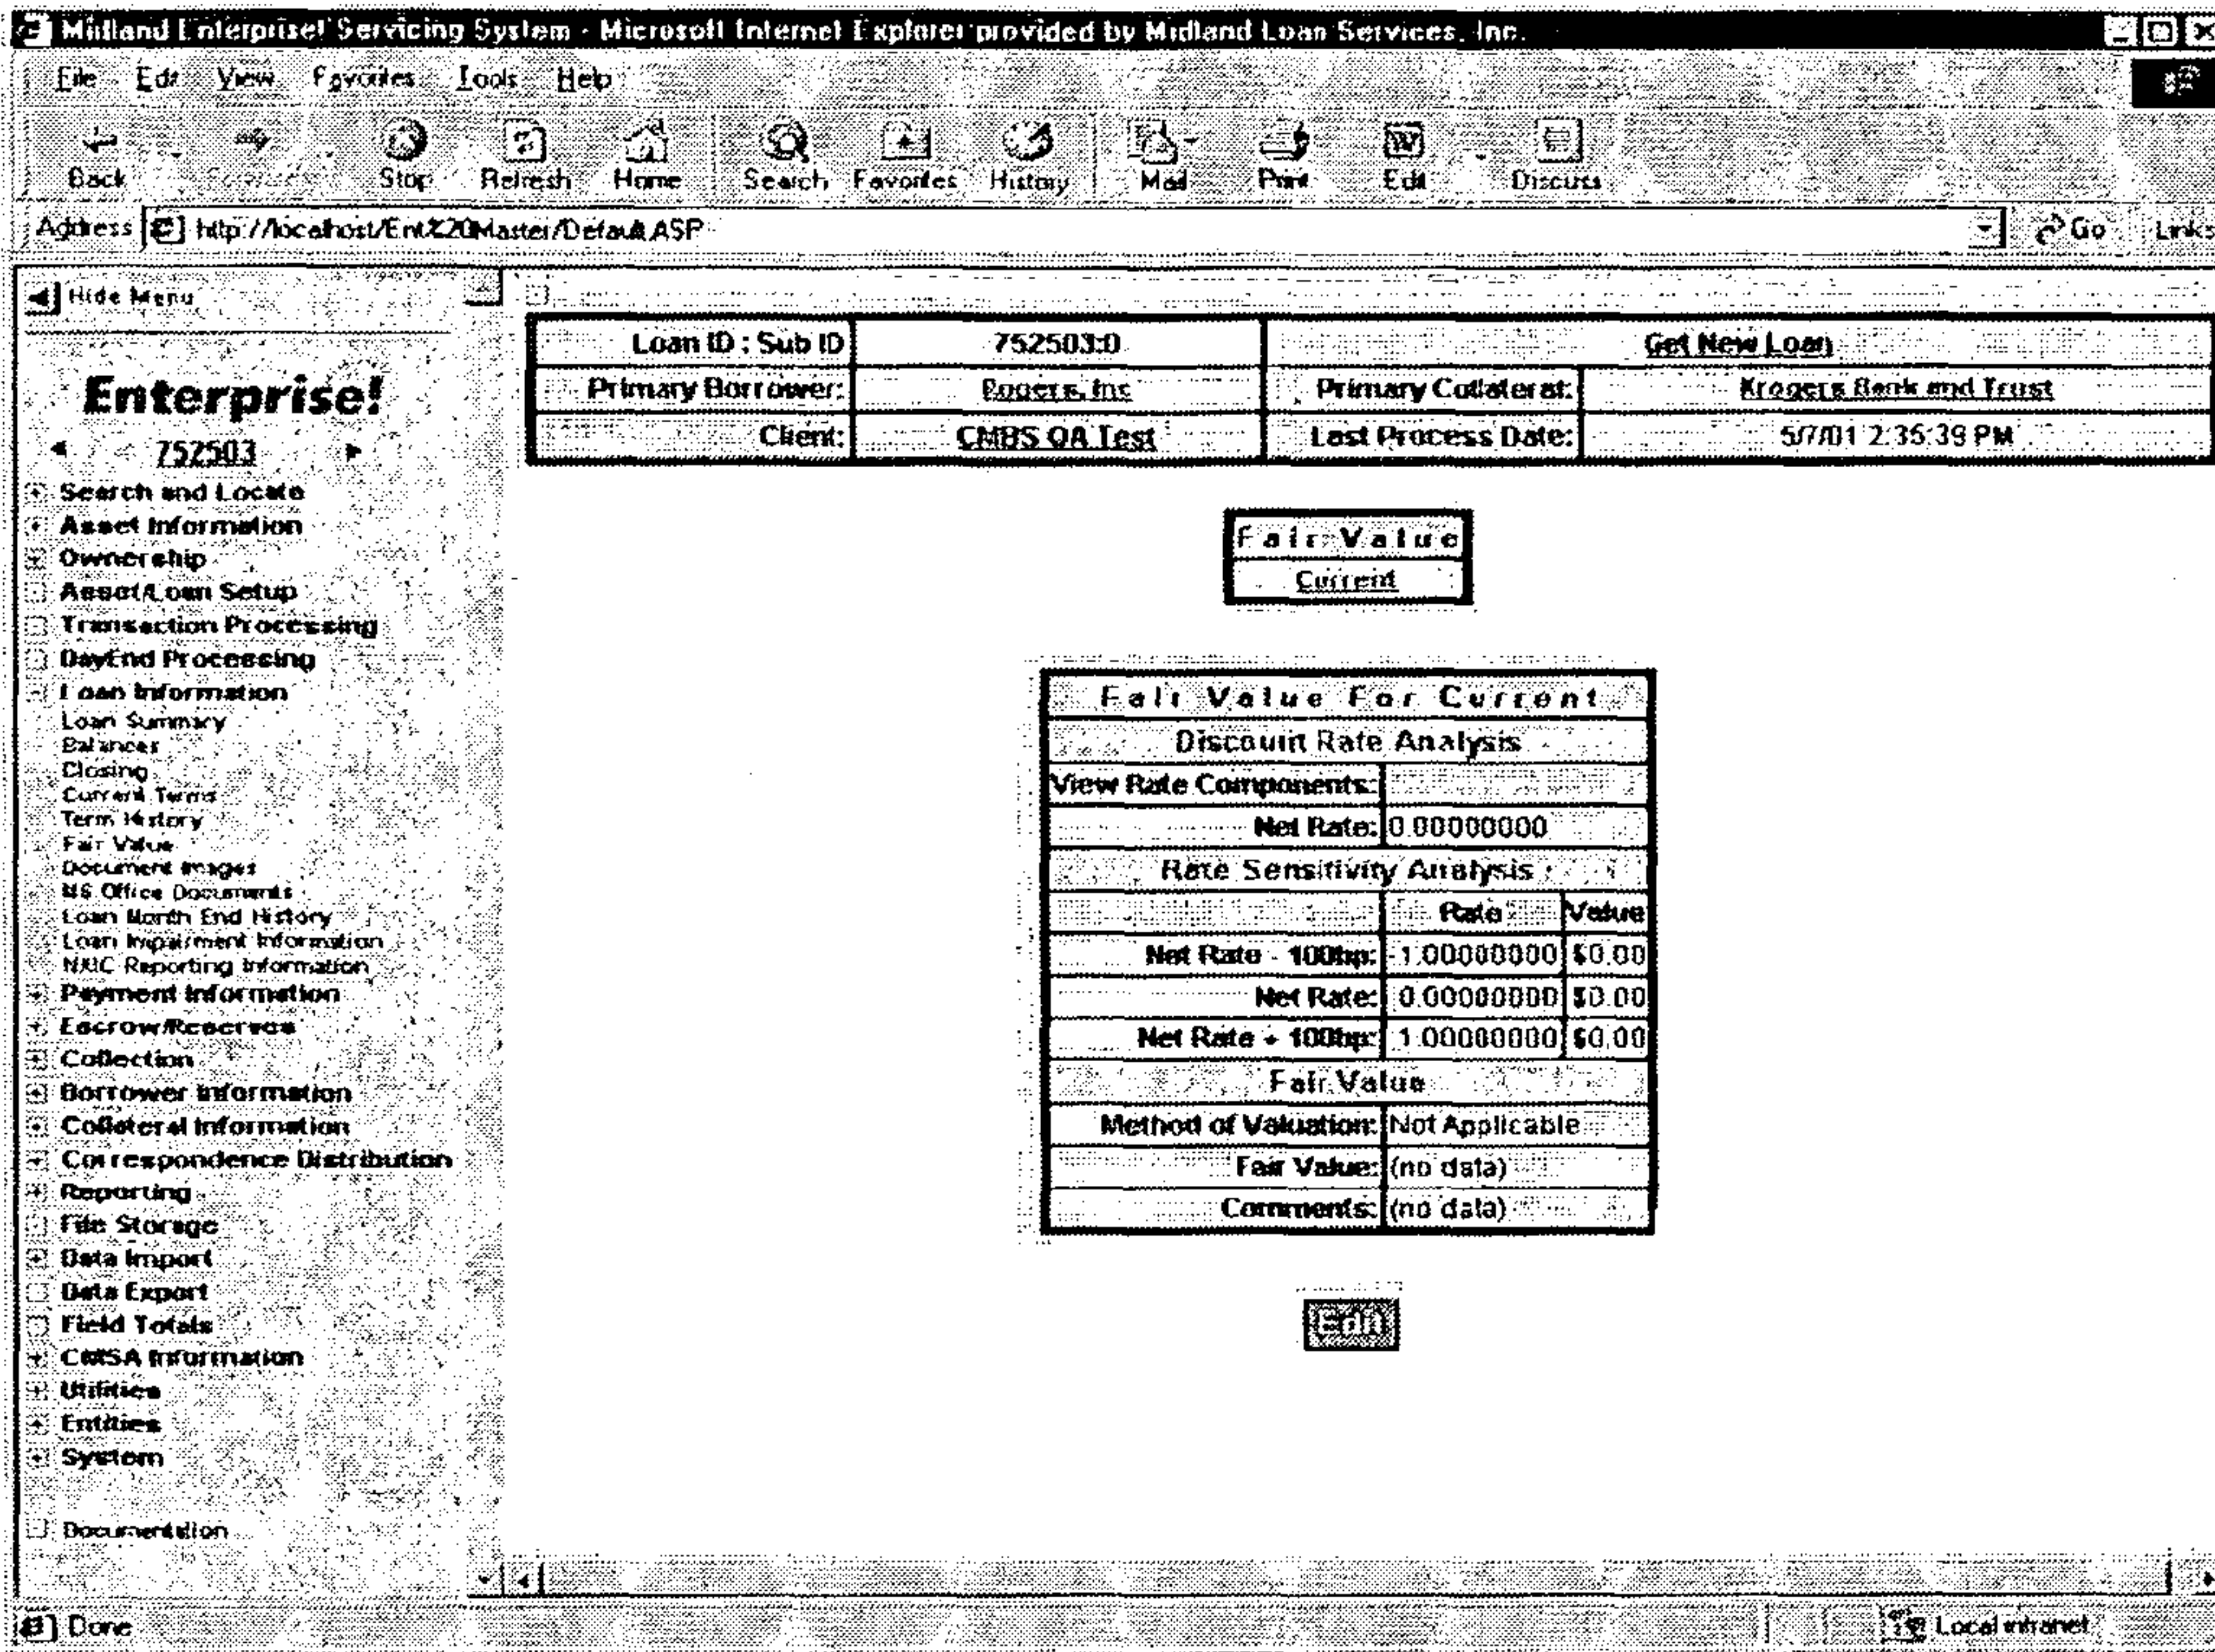 Midland Enterprise! Servicing System - Microsoft Internet Explorer provided by Midland Loan Services, Inc.
File Edit View Favorites Tools Help
Back Forward Stop Refresh Home Search Favorites History Mail Print Edit Discuss
Address http://localhost/Ent%20Master/Default.ASP Go Links
Hide Menu
Enterprise!
752503
Search and Locate
Asset Information
Ownership
Asset/Loan Setup
Transaction Processing
DayEnd Processing
Loan Information
Loan Summary
Balances
Closing
Current Terms
Term History
Fair Value
Document Images
MS Office Documents
Loan Month End History
Loan Impairment Information
NAIC Reporting Information
Payment Information
Escrow/Reserves
Collection
Borrower Information
Collateral Information
Correspondence Distribution
Reporting
File Storage
Data Import
Data Export
Field Totals
CMSA Information
Utilities
Entities
System
Documentation
Loan ID : Sub ID 752503:0 Get New Loan
Primary Borrower: Rogers, Inc Primary Collateral: Krogers Bank and Trust
Client: CMBS QA Test Last Process Date: 5/7/01 2:35:39 PM
Fair Value
Current
Fair Value For Current
Discount Rate Analysis
View Rate Components:
Net Rate: 0.00000000
Rate Sensitivity Analysis
Rate Value
Net Rate - 100bp: -1.00000000 $0.00
Net Rate: 0.00000000 $0.00
Net Rate + 100bp: 1.00000000 $0.00
Fair Value
Method of Valuation: Not Applicable
Fair Value: (no data)
Comments: (no data)
Edit
Done Local intranet